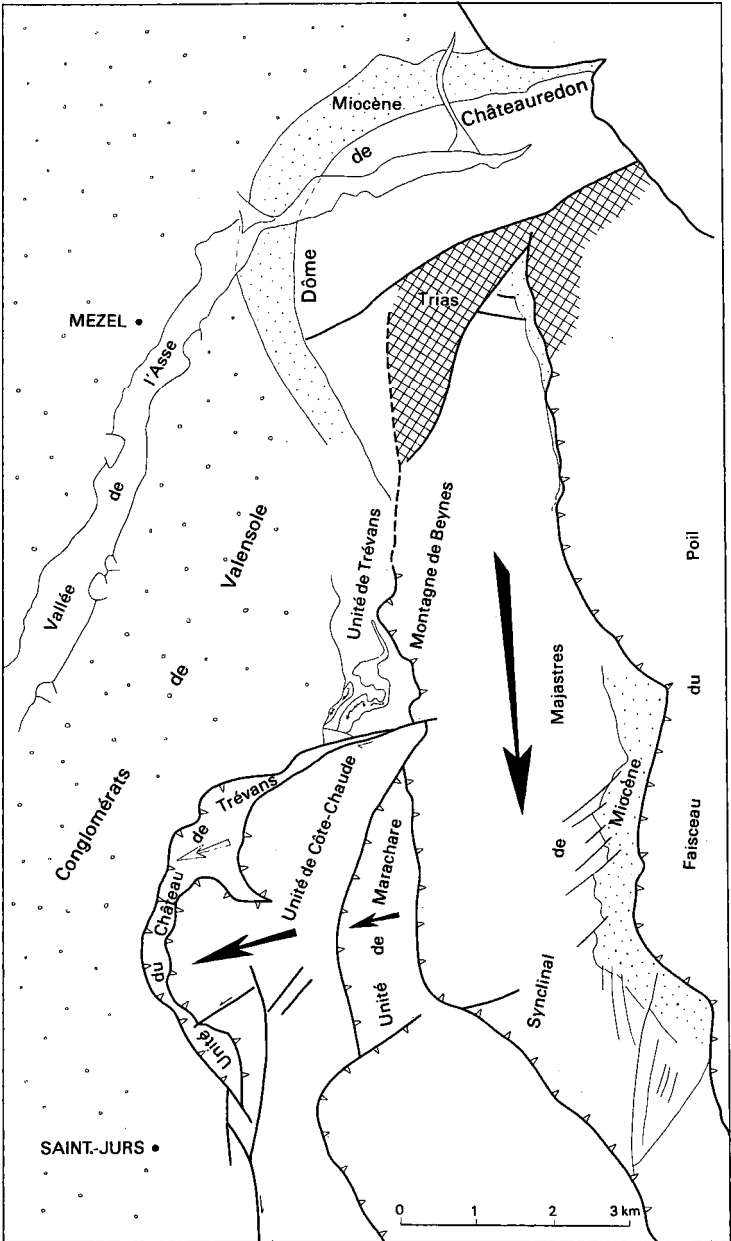 Miocène
Châteauredon
de
Dôme
Trias
MEZEL
Vallée de l'Asse
Conglomérats de Valensole
Unité de Trévans
Montagne de Beynes
Faisceau du Poil
Synclinal de Majastres
Miocène
Unité du Château de Trévans
Unité de Côte-Chaude
Unité de Marachare
SAINT-JURS
0 1 2 3 km